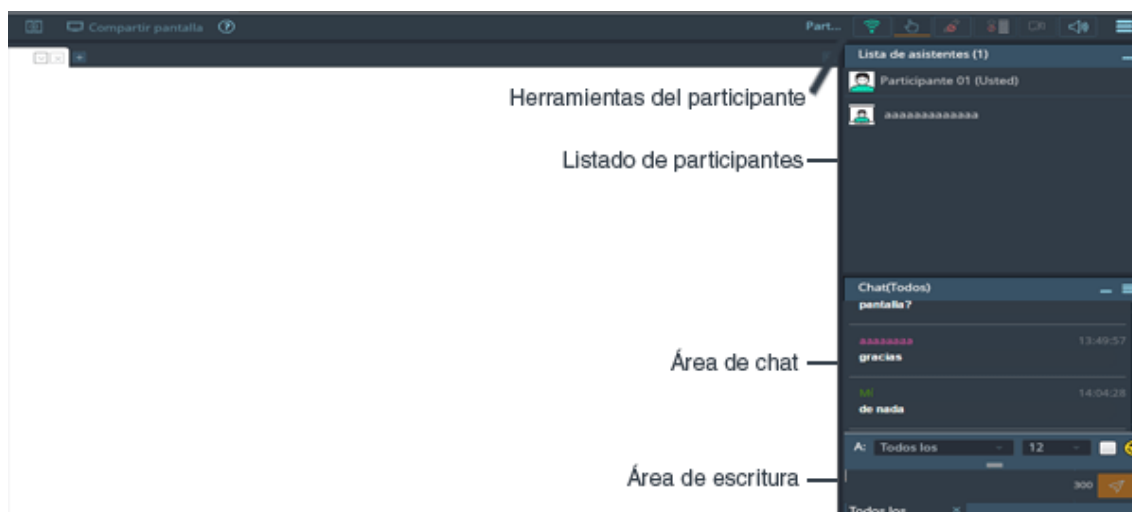 Compartir pantalla
Part...
Lista de asistentes (1)
Participante 01 (Usted)
aaaaaaaaaaaaa
Herramientas del participante
Listado de participantes
Chat(Todos)
pantalla?
aaaaaaaa 13:49:57
gracias
Área de chat
Mí 14:04:28
de nada
A: Todos los 12
Área de escritura
300
Todos los